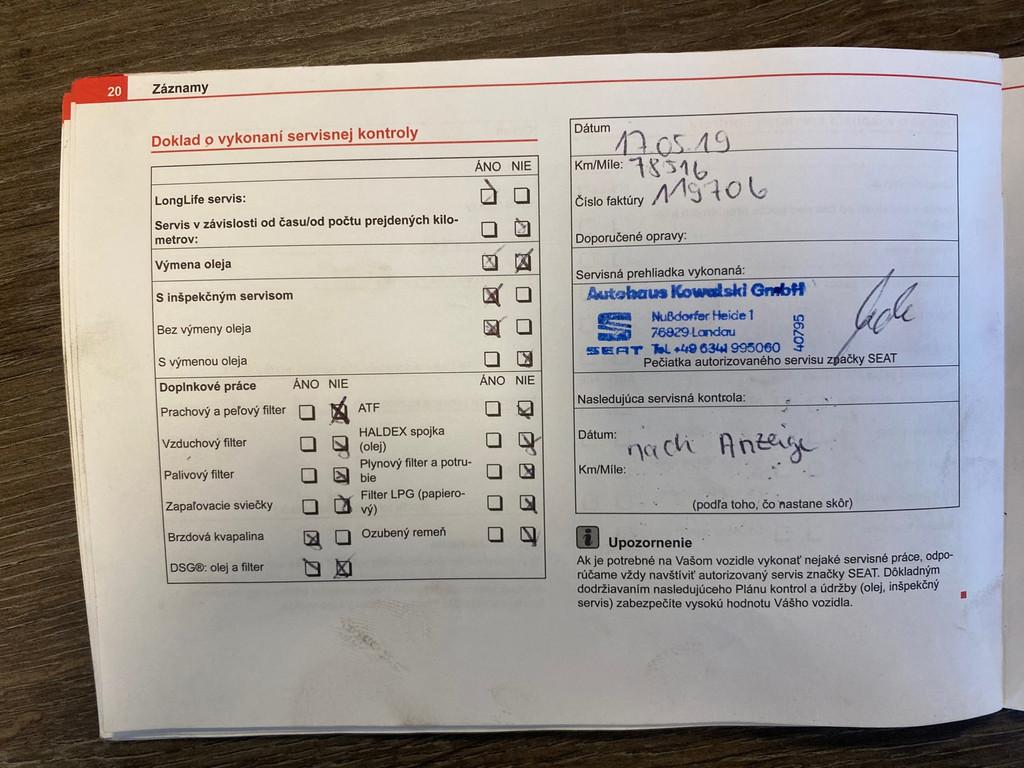 20 Záznamy
Doklad o vykonaní servisnej kontroly
ÁNO NIE
LongLife servis:
Servis v závislosti od času/od počtu prejdených kilo-
metrov:
Výmena oleja
S inšpekčným servisom
Bez výmeny oleja
S výmenou oleja
Doplnkové práce ÁNO NIE ÁNO NIE
Prachový a peľový filter ATF
Vzduchový filter HALDEX spojka
(olej)
Palivový filter Plynový filter a potru-
bie
Zapaľovacie sviečky Filter LPG (papiero-
vý)
Brzdová kvapalina Ozubený remeň
DSG®: olej a filter
Dátum 17.05.19
Km/Míle: 78516
Číslo faktúry 119706
Doporučené opravy:
Servisná prehliadka vykonaná:
Autohaus Kowalski GmbH
Nußdorfer Heide 1
76829 Landau
SEAT Tel. +49 6341 995060
40795
Pečiatka autorizovaného servisu značky SEAT
Nasledujúca servisná kontrola:
Dátum: nach Anzeige
Km/Míle:
(podľa toho, čo nastane skôr)
i Upozornenie
Ak je potrebné na Vašom vozidle vykonať nejaké servisné práce, odpo-
rúčame vždy navštíviť autorizovaný servis značky SEAT. Dôkladným
dodržiavaním nasledujúceho Plánu kontrol a údržby (olej, inšpekčný
servis) zabezpečíte vysokú hodnotu Vášho vozidla.